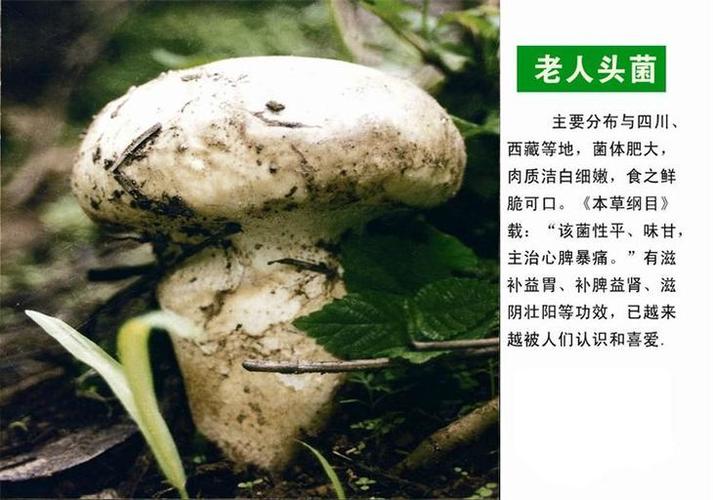 老人头菌
主要分布与四川、
西藏等地，菌体肥大，
肉质洁白细嫩，食之鲜
脆可口。《本草纲目》
载：“该菌性平、味甘，
主治心脾暴痛。”有滋
补益胃、补脾益肾、滋
阴壮阳等功效，已越来
越被人们认识和喜爱.